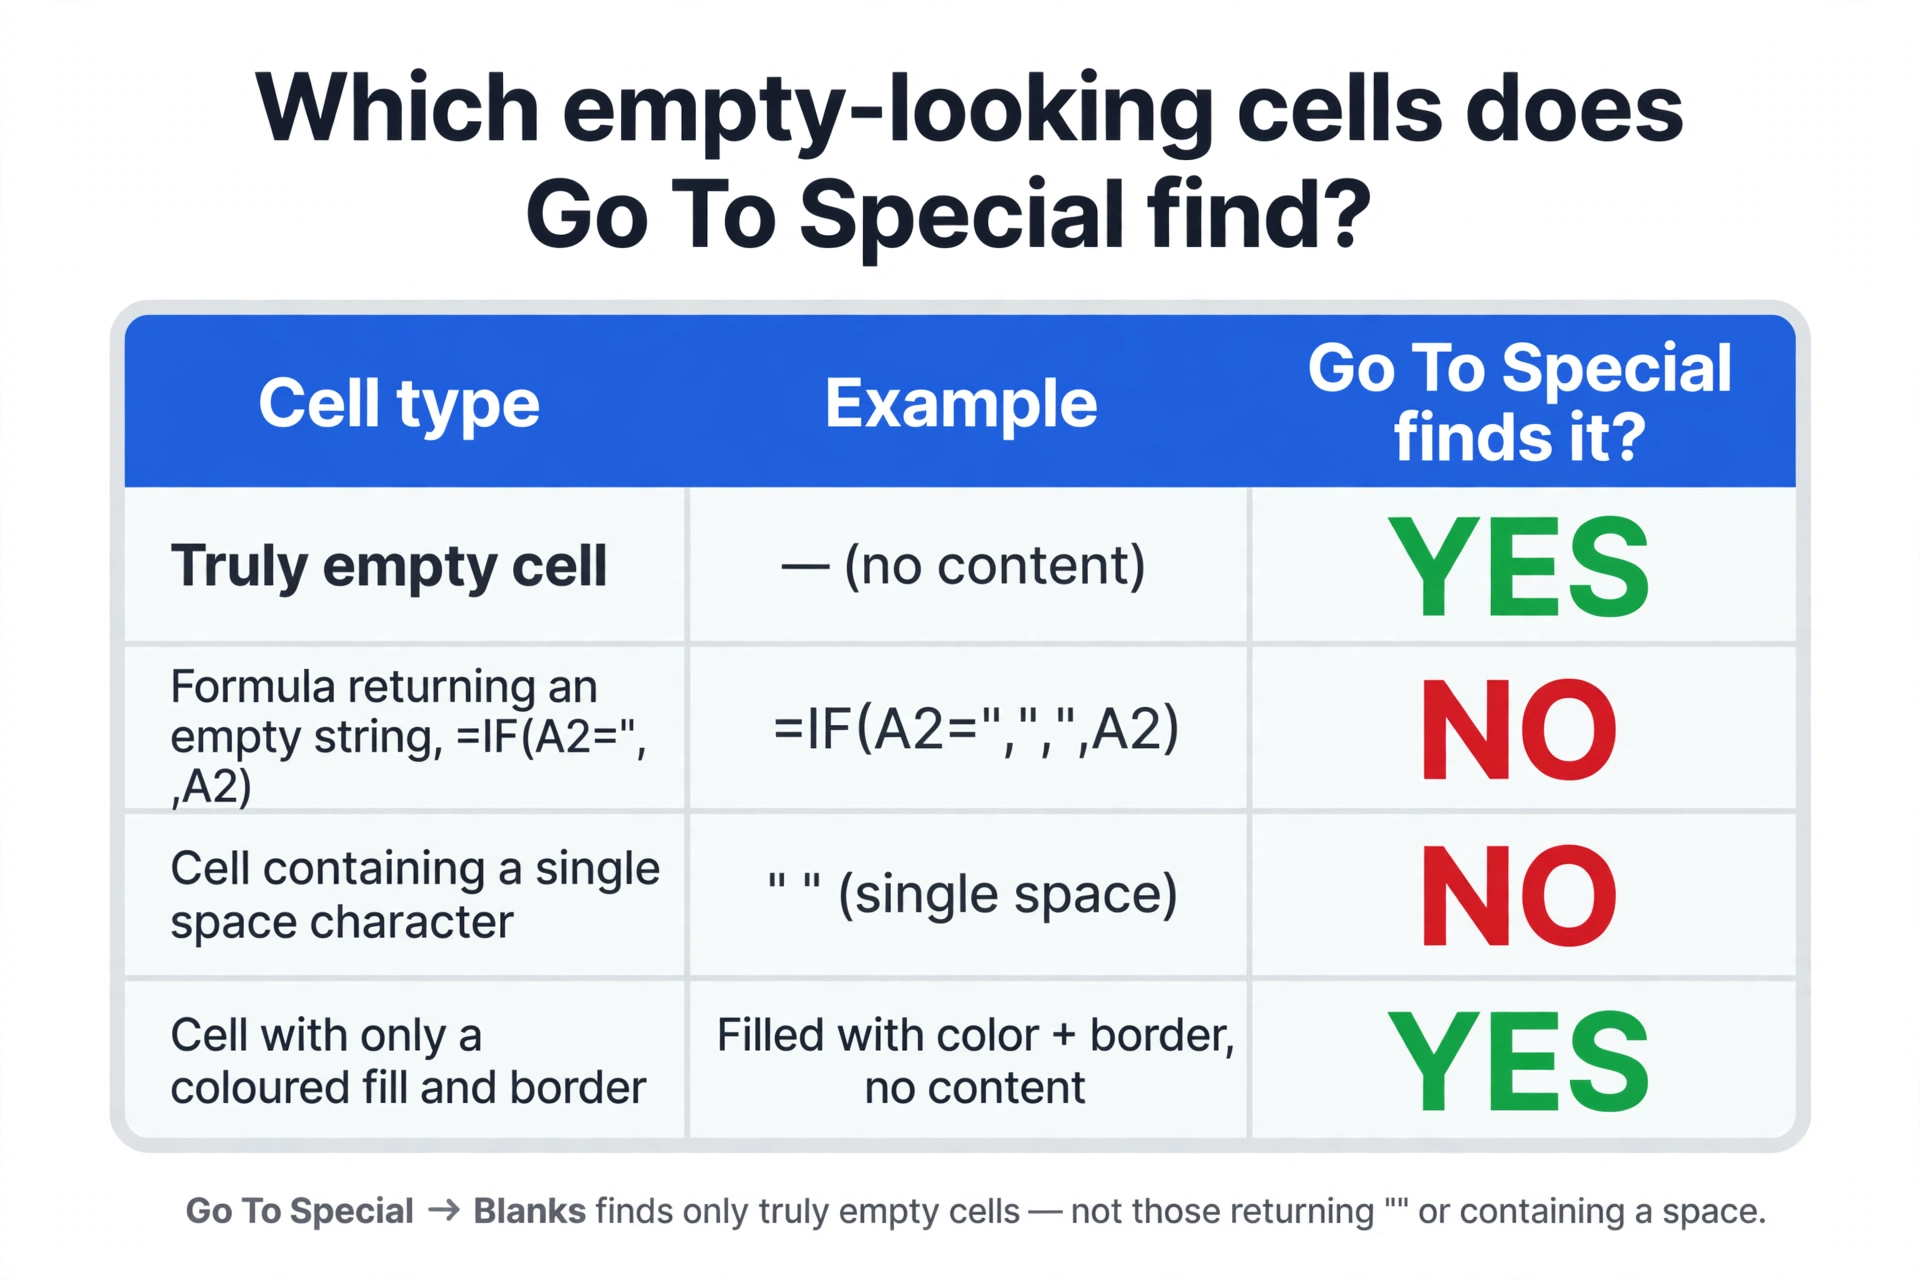 Which empty-looking cells does
Go To Special find?
Cell type
Example
Go To Special
finds it?
Truly empty cell
— (no content)
YES
Formula returning an
empty string, =IF(A2=",
,A2)
=IF(A2=",",",A2)
NO
Cell containing a single
space character
" " (single space)
NO
Cell with only a
coloured fill and border
Filled with color + border,
no content
YES
Go To Special → Blanks finds only truly empty cells — not those returning "" or containing a space.